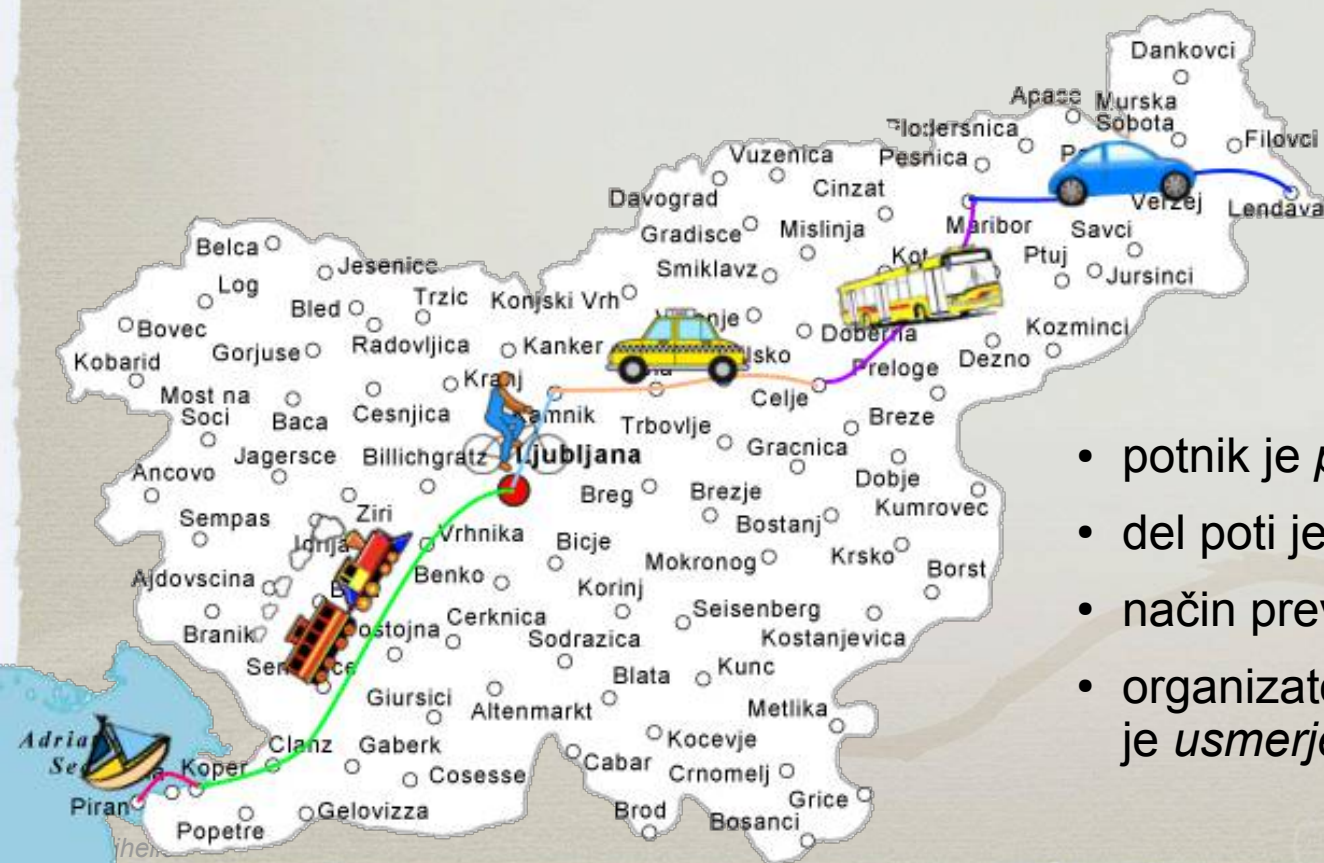 Dankovci
Apace Murska
Sobota
Filovci
Pesnica
Vuzenica
Cinzat
Davograd
Maribor
Verzej
Lendava
Gradisce
Mislinja
Savci
Belca
Jesenice
Smiklavz
Kot
Ptuj
Jursinci
Log
Bled
Trzic
Konjski Vrh
Bovec
Doberna
Kozminci
Kobarid
Gorjuse
Radovljica
Kanker
Preloge
Dezno
Most na
Soci
Kranj
Celje
Baca
Cesnjica
Kamnik
Trbovlje
Breze
Gracnica
Ancovo
Jagersce
Billichgratz
Ljubljana
Dobje
Breg
Brezje
Kumrovec
Sempas
Ziri
Bostanj
Vrhnika
Bicje
Mokronog
Krsko
Ajdovscina
Benko
Korinj
Borst
Branik
Cerknica
Seisenberg
Sodrazica
Kostanjevica
Blata
Kunc
Giursici
Altenmarkt
Metlika
Clanz
Gaberk
Kocevje
Koper
Cosesse
Cabar
Crnomelj
Piran
Gelovizza
Grice
Popetre
Brod
Bosanci
• potnik je
• del poti je
• način
•
je